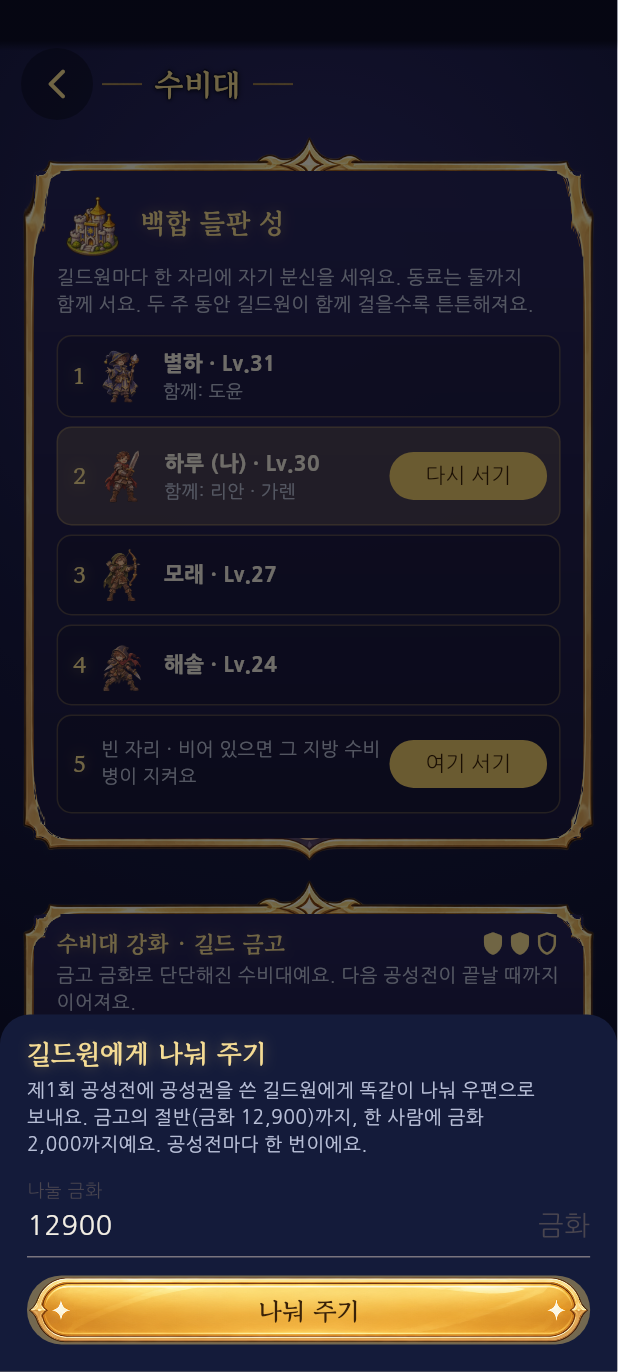 수비대
백합 들판 성
길드원마다 한 자리에 자기 분신을 세워요. 동료는 둘까지
함께 서요. 두 주 동안 길드원이 함께 걸을수록 튼튼해져요.
1
별하 · Lv.31
함께: 도윤
2
하루 (나) · Lv.30
함께: 리안 · 가렌
다시 서기
3
모래 · Lv.27
4
해솔 · Lv.24
5
빈 자리 · 비어 있으면 그 지방 수비
병이 지켜요
여기 서기
수비대 강화 · 길드 금고
금고 금화로 단단해진 수비대예요. 다음 공성전이 끝날 때까지
이어져요.
길드원에게 나눠 주기
제1회 공성전에 공성권을 쓴 길드원에게 똑같이 나눠 우편으로
보내요. 금고의 절반(금화 12,900)까지, 한 사람에 금화
2,000까지예요. 공성전마다 한 번이에요.
나눌 금화
12900
금화
나눠 주기